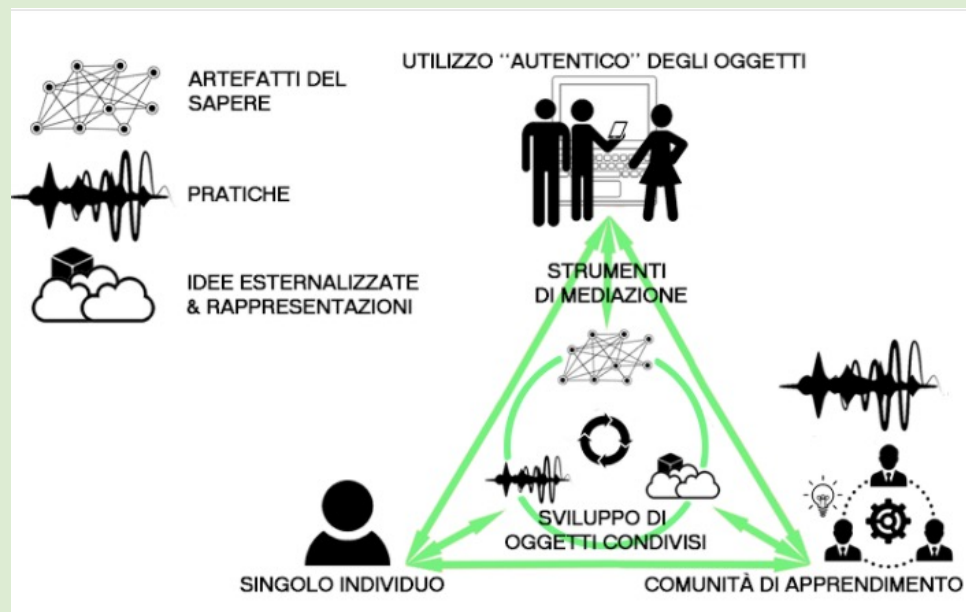 ARTEFATTI DEL
SAPERE
PRATICHE
IDEE ESTERNALIZZATE
& RAPPRESENTAZIONI
UTILIZZO “AUTENTICO” DEGLI OGGETTI
STRUMENTI
DI MEDIAZIONE
SVILUPPO DI
OGGETTI CONDIVISI
SINGOLO INDIVIDUO
COMUNITÀ DI APPRENDIMENTO